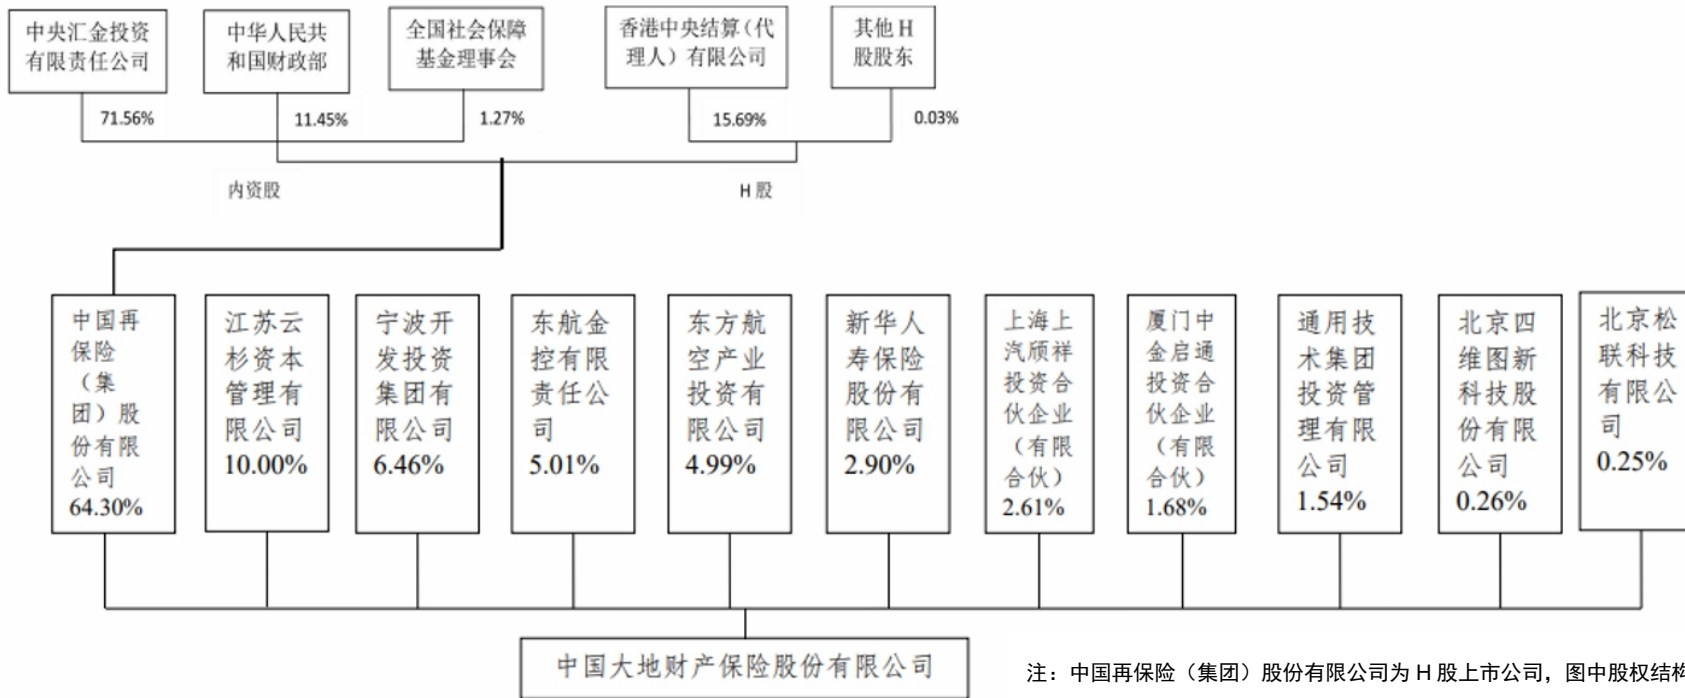 中央汇金投资
有限责任公司
中华人民共
和国财政部
全国社会保障
基金理事会
香港中央结算（代
理人）有限公司
其他 H
股股东
71.56%
11.45%
1.27%
15.69%
0.03%
内资股
H 股
中国再
保险
（集
团）股
份有限
公司
64.30%
江苏云
杉资本
管理有
限公司
10.00%
宁波开
发投资
集团有
限公司
6.46%
东航金
控有限
责任公
司
5.01%
东方航
空产业
投资有
限公司
4.99%
新华人
寿保险
股份有
限公司
2.90%
上海上
汽颀祥
投资合
伙企业
（有限
合伙）
2.61%
厦门中
金启通
投资合
伙企业
（有限
合伙）
1.68%
通用技
术集团
投资管
理有限
公司
1.54%
北京四
维图新
科技股
份有限
公司
0.26%
北京松
联科技
有限公
司
0.25%
中国大地财产保险股份有限公司
注：中国再保险（集团）股份有限公司为 H 股上市公司，图中股权结构